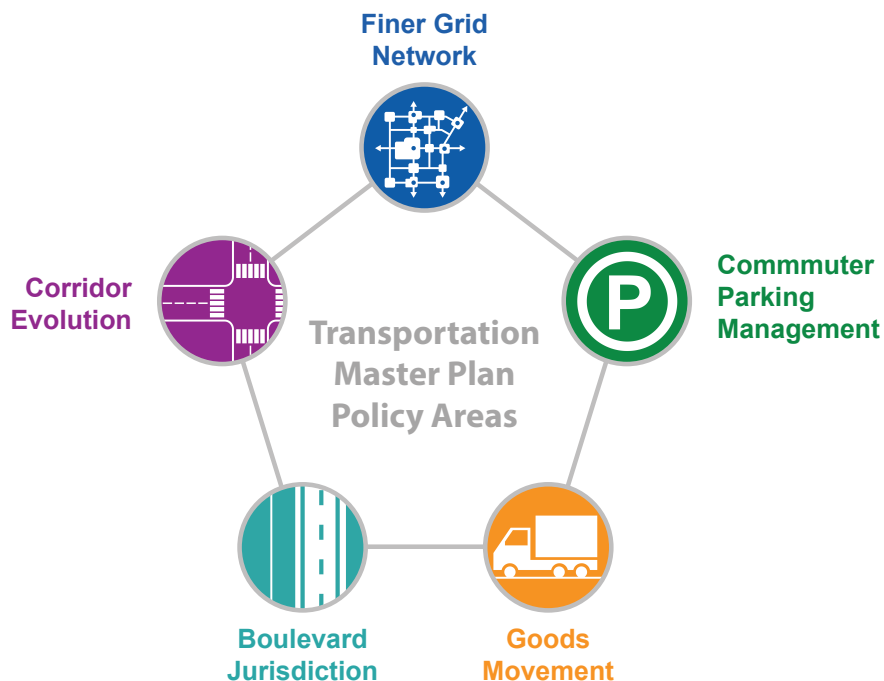 Finer Grid
Network
Corridor
Evolution
P
Commmuter
Parking
Management
Transportation
Master Plan
Policy Areas
Boulevard
Jurisdiction
Goods
Movement